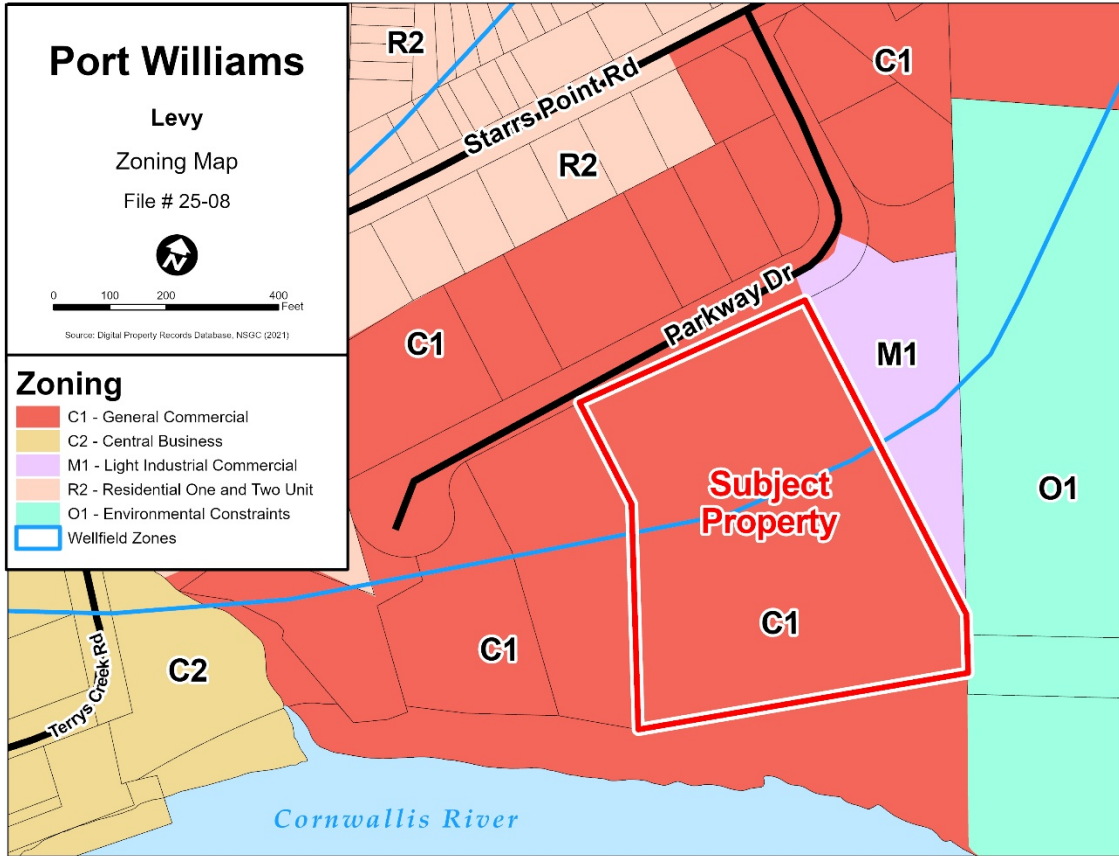 Port Williams
Levy
Zoning Map
File # 25-08
N
0 100 200 400
Feet
Source: Digital Property Records Database, NSGC (2021)
Zoning
C1 - General Commercial
C2 - Central Business
M1 - Light Industrial Commercial
R2 - Residential One and Two Unit
O1 - Environmental Constraints
Wellfield Zones
R2
Starrs Point Rd
C1
R2
Parkway Dr
C1
M1
Subject
Property
O1
C1
C1
C2
Terrys Creek Rd
Cornwallis River